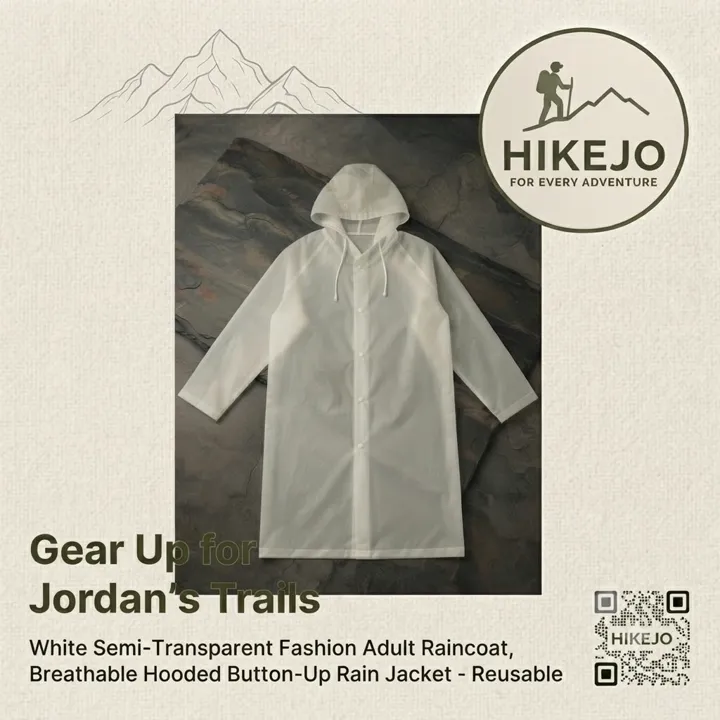 HIKEJO
FOR EVERY ADVENTURE
Gear Up for
Jordan's Trails
White Semi-Transparent Fashion Adult Raincoat,
Breathable Hooded Button-Up Rain Jacket - Reusable
HIKEJO